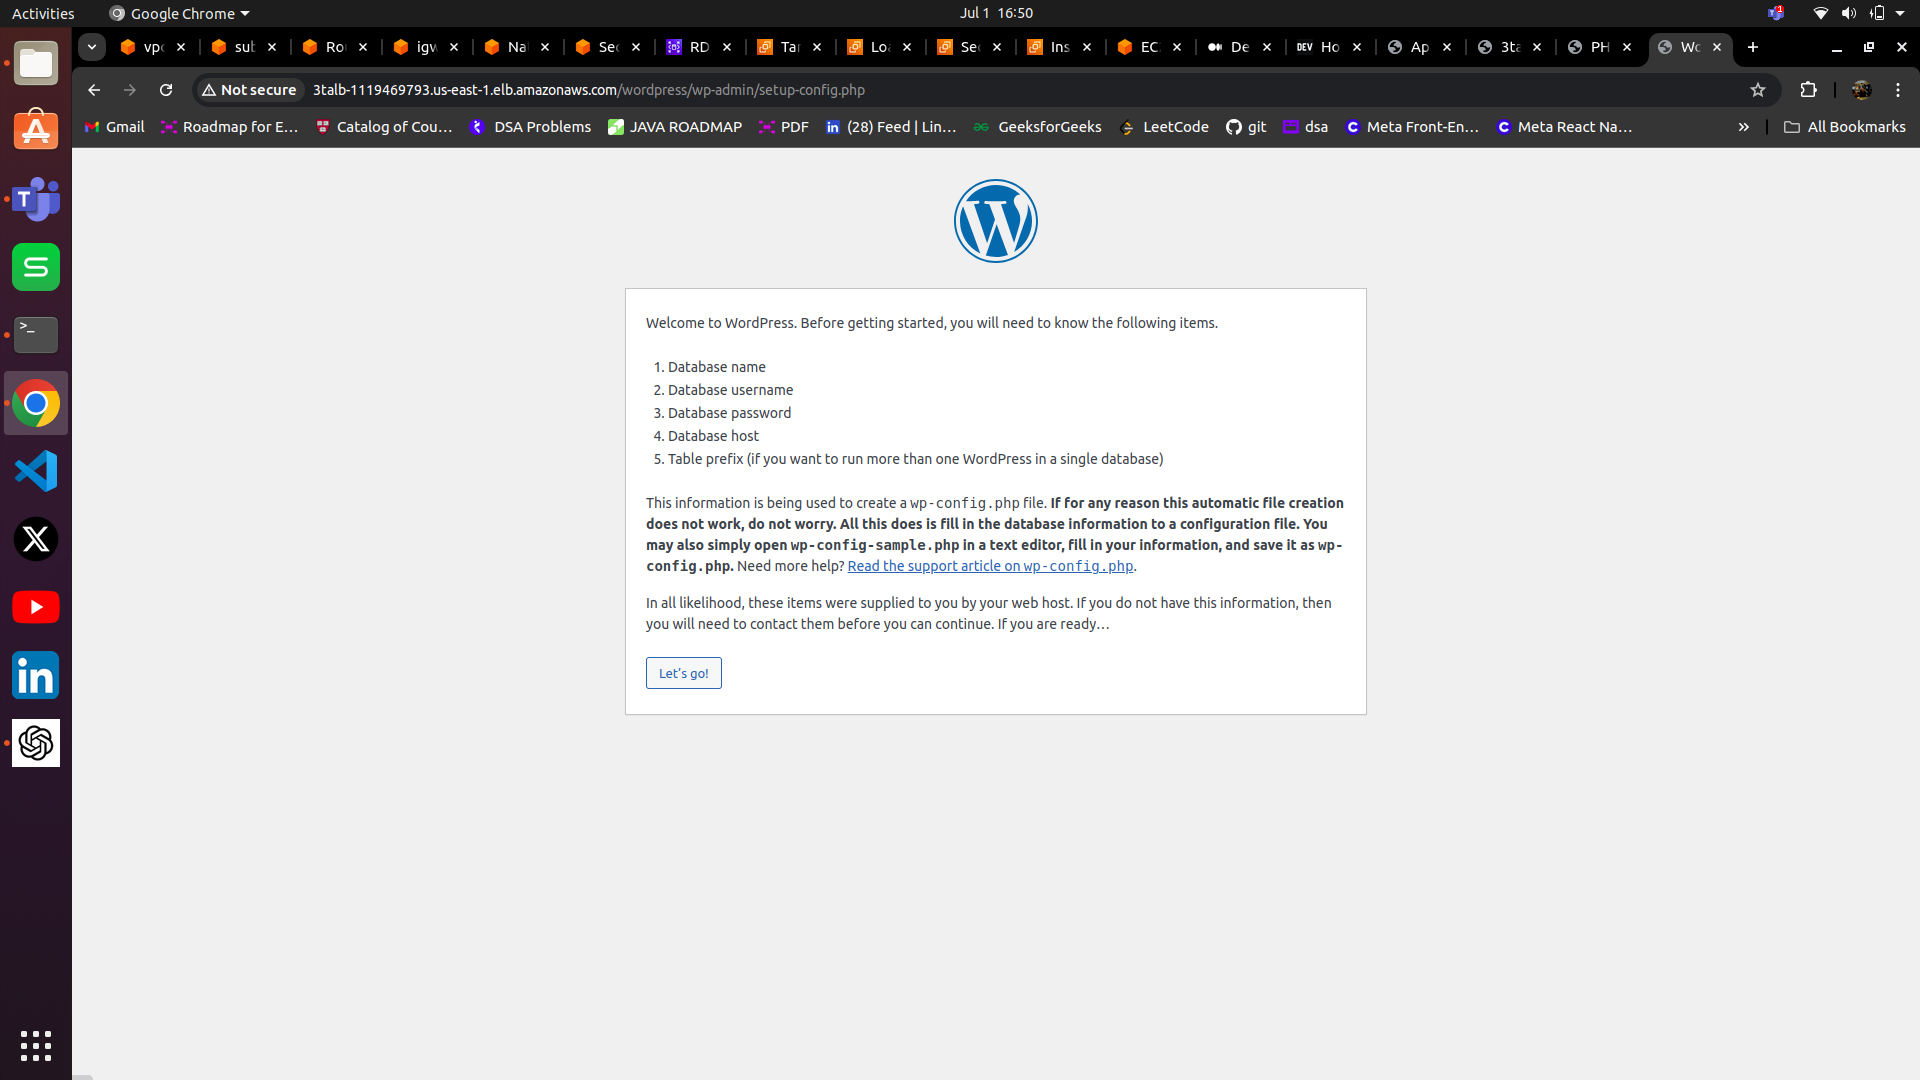 Activities Google Chrome Jul 1 16:50 1
vpc sub Rou igw Nat Sec RD Tar Loa Sec Ins EC De DEV Ho Ap 3ta PH Wo
Not secure 3talb-1119469793.us-east-1.elb.amazonaws.com/wordpress/wp-admin/setup-config.php
Gmail Roadmap for E… Catalog of Cou… DSA Problems JAVA ROADMAP PDF (28) Feed | Lin… GeeksforGeeks LeetCode git dsa Meta Front-En… Meta React Na… » All Bookmarks
Welcome to WordPress. Before getting started, you will need to know the following items.
1. Database name
2. Database username
3. Database password
4. Database host
5. Table prefix (if you want to run more than one WordPress in a single database)
This information is being used to create a wp-config.php file. If for any reason this automatic file creation
does not work, do not worry. All this does is fill in the database information to a configuration file. You
may also simply open wp-config-sample.php in a text editor, fill in your information, and save it as wp-
config.php. Need more help? Read the support article on wp-config.php.
In all likelihood, these items were supplied to you by your web host. If you do not have this information, then
you will need to contact them before you can continue. If you are ready…
Let's go!